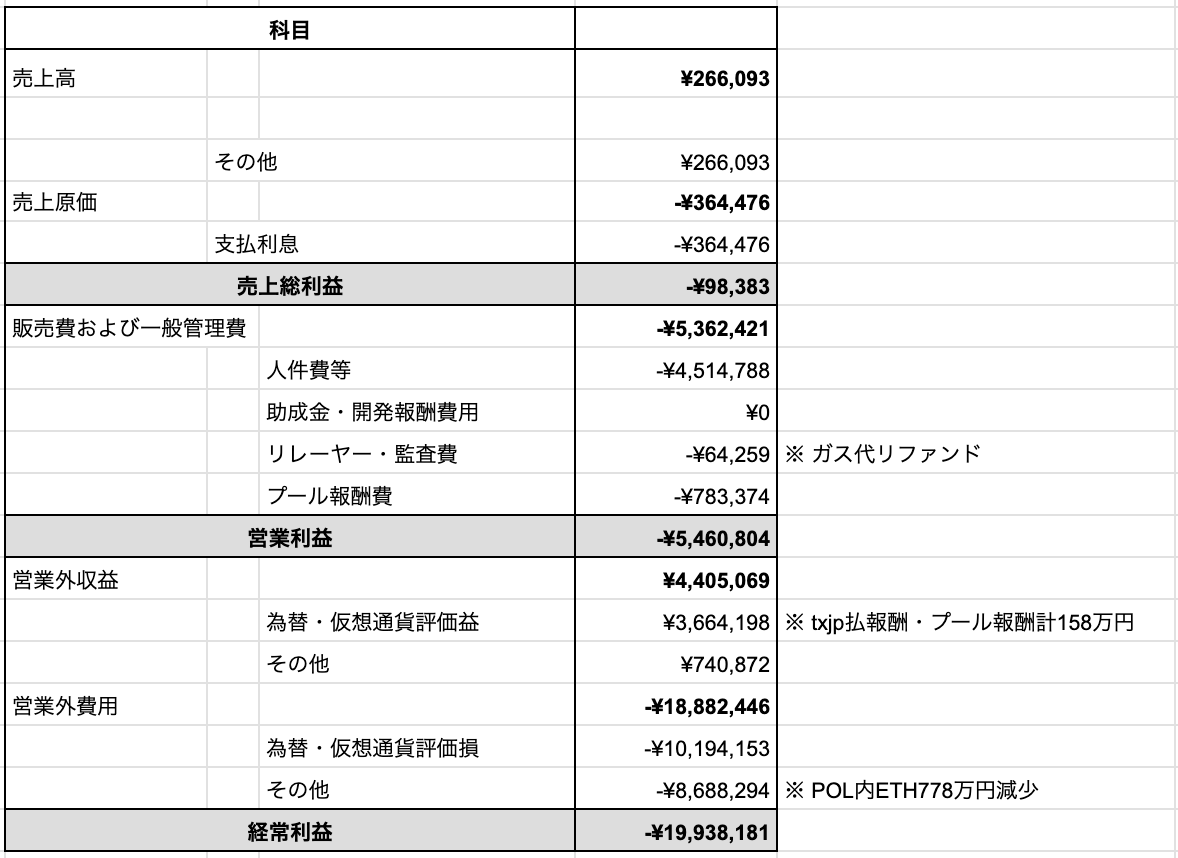 科目
売上高 ¥266,093
その他 ¥266,093
売上原価 -¥364,476
支払利息 -¥364,476
売上総利益 -¥98,383
販売費および一般管理費 -¥5,362,421
人件費等 -¥4,514,788
助成金・開発報酬費用 ¥0
リレーヤー・監査費 -¥64,259 ※ ガス代リファンド
プール報酬費 -¥783,374
営業利益 -¥5,460,804
営業外収益 ¥4,405,069
為替・仮想通貨評価益 ¥3,664,198 ※ txjp払報酬・プール報酬計158万円
その他 ¥740,872
営業外費用 -¥18,882,446
為替・仮想通貨評価損 -¥10,194,153
その他 -¥8,688,294 ※ POL内ETH778万円減少
経常利益 -¥19,938,181